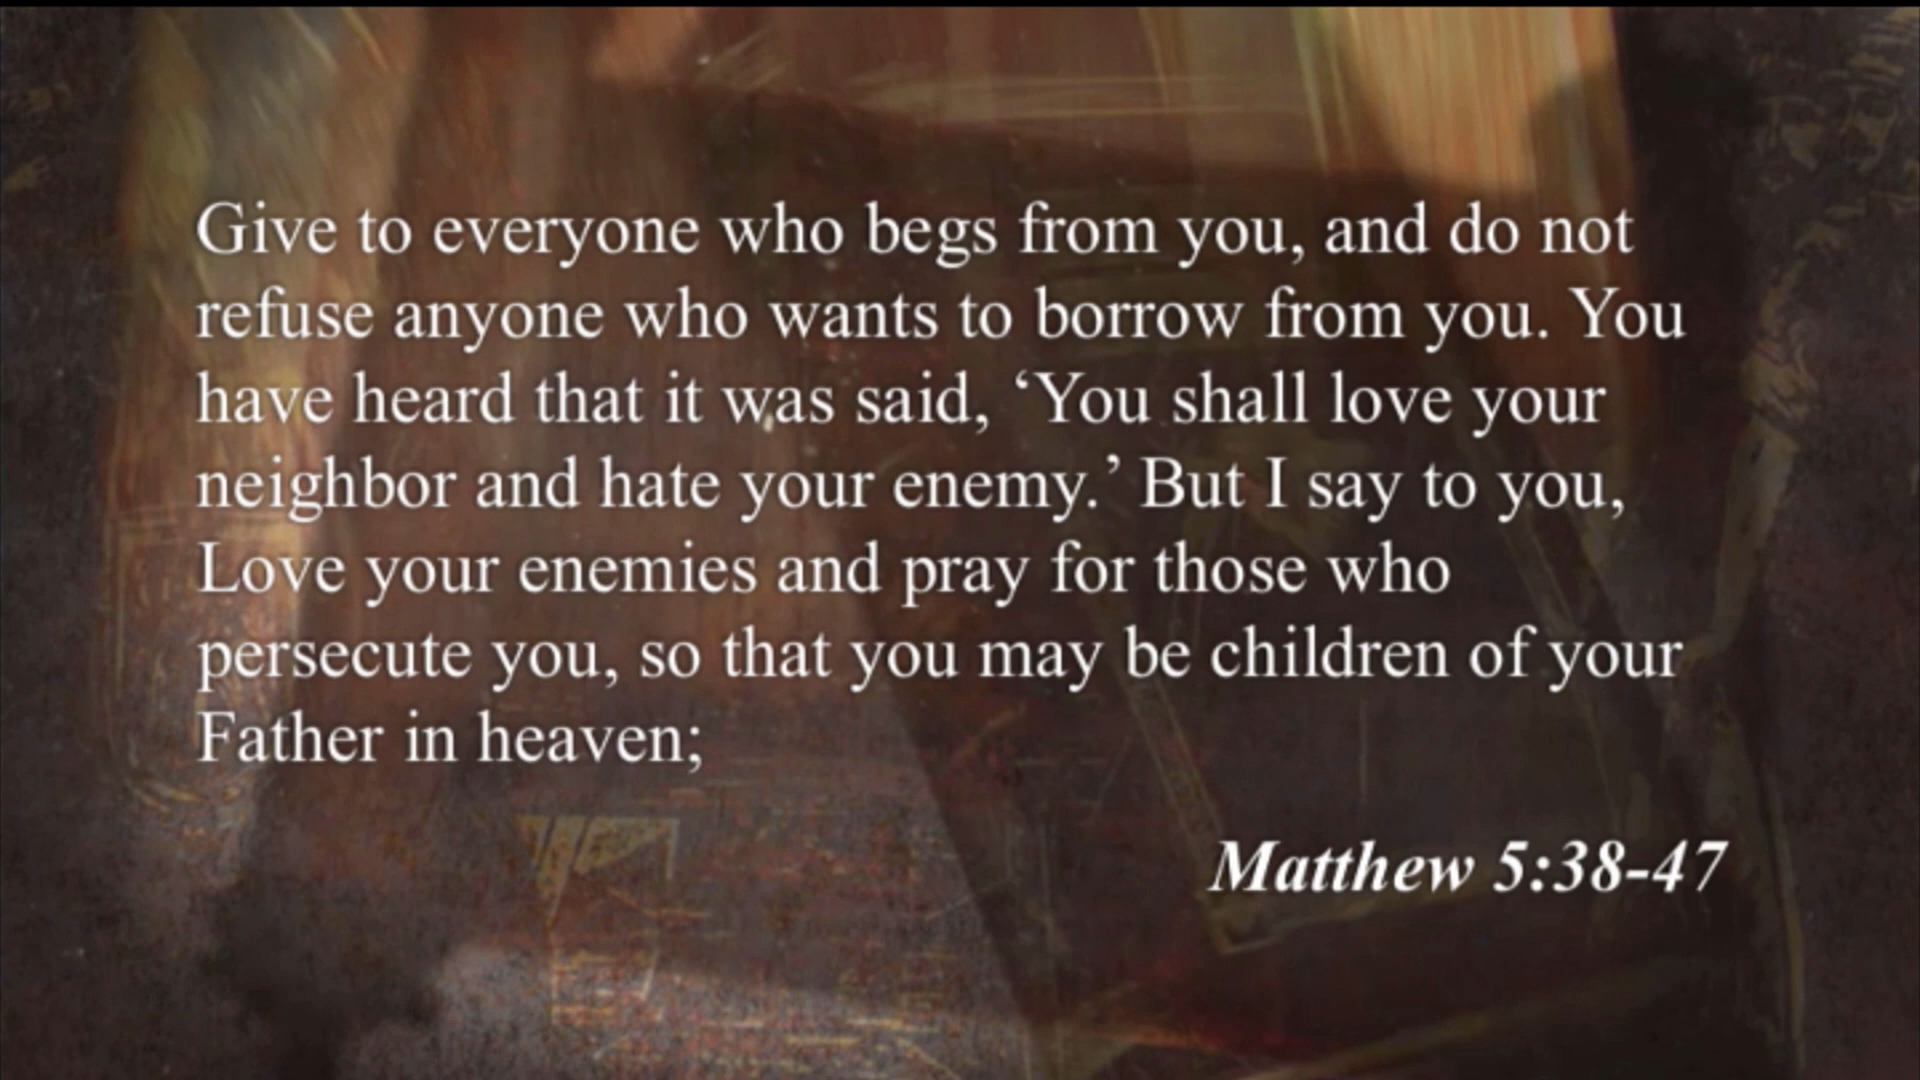 Give to everyone who begs from you, and do not
refuse anyone who wants to borrow from you. You
have heard that it was said, ‘You shall love your
neighbor and hate your enemy.’ But I say to you,
Love your enemies and pray for those who
persecute you, so that you may be children of your
Father in heaven;
Matthew 5:38-47